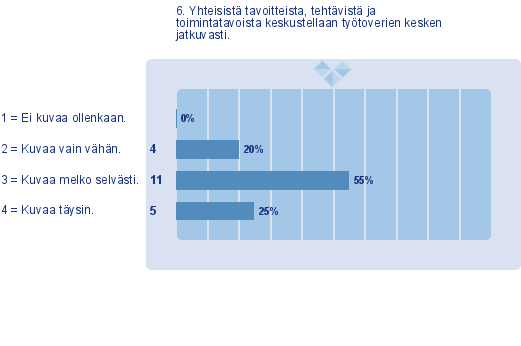 6. Yhteisistä tavoitteista, tehtävistä ja
toimintatavoista keskustellaan työtoverien kesken
jatkuvasti.
1 = Ei kuvaa ollenkaan. 0%
2 = Kuvaa vain vähän. 4 20%
3 = Kuvaa melko selvästi. 11 55%
4 = Kuvaa täysin. 5 25%